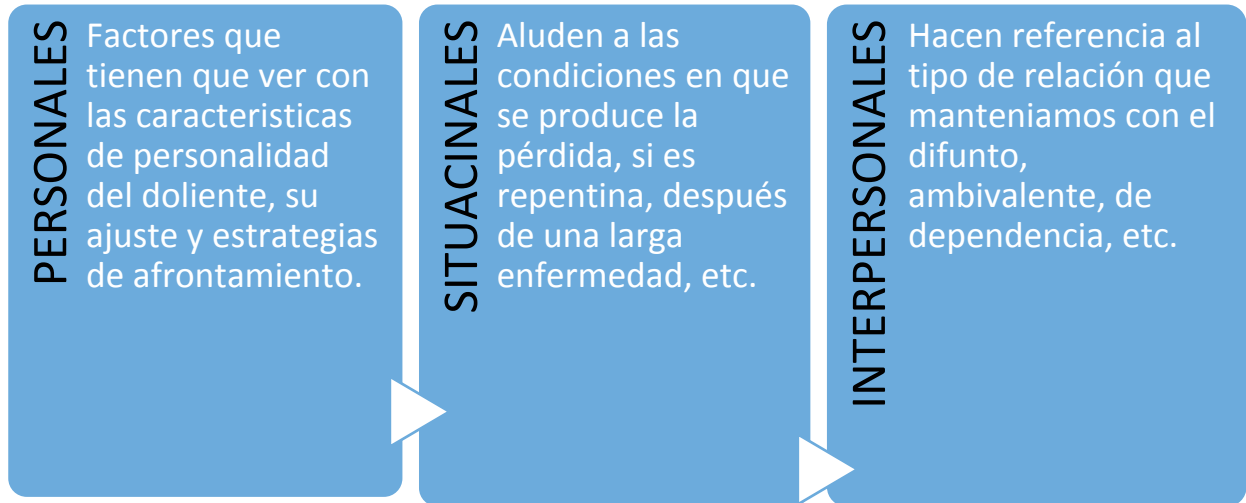 PERSONALES
Factores que
tienen que ver con
las caracteristicas
de personalidad
del doliente, su
ajuste y estrategias
de afrontamiento.
SITUACINALES
Aluden a las
condiciones en que
se produce la
pérdida, si es
repentina, después
de una larga
enfermedad, etc.
INTERPERSONALES
Hacen referencia al
tipo de relación que
manteniamos con el
difunto,
ambivalente, de
dependencia, etc.